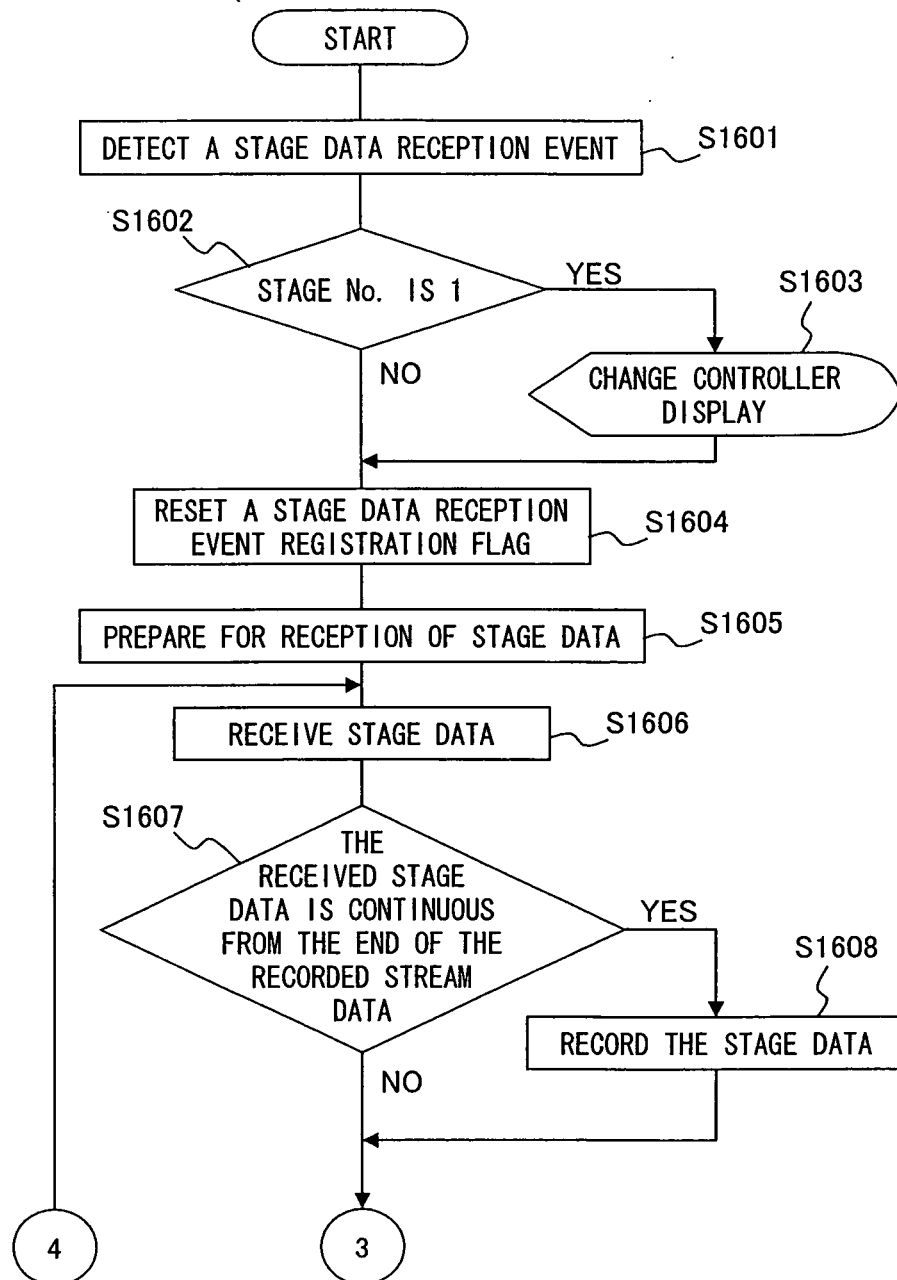 START
DETECT A STAGE DATA RECEPTION EVENT
S1601
S1602
STAGE No. IS 1
YES
S1603
NO
CHANGE CONTROLLER
DISPLAY
RESET A STAGE DATA RECEPTION
EVENT REGISTRATION FLAG
S1604
PREPARE FOR RECEPTION OF STAGE DATA
S1605
RECEIVE STAGE DATA
S1606
S1607
THE
RECEIVED STAGE
DATA IS CONTINUOUS
FROM THE END OF THE
RECORDED STREAM
DATA
YES
S1608
RECORD THE STAGE DATA
NO
4
3